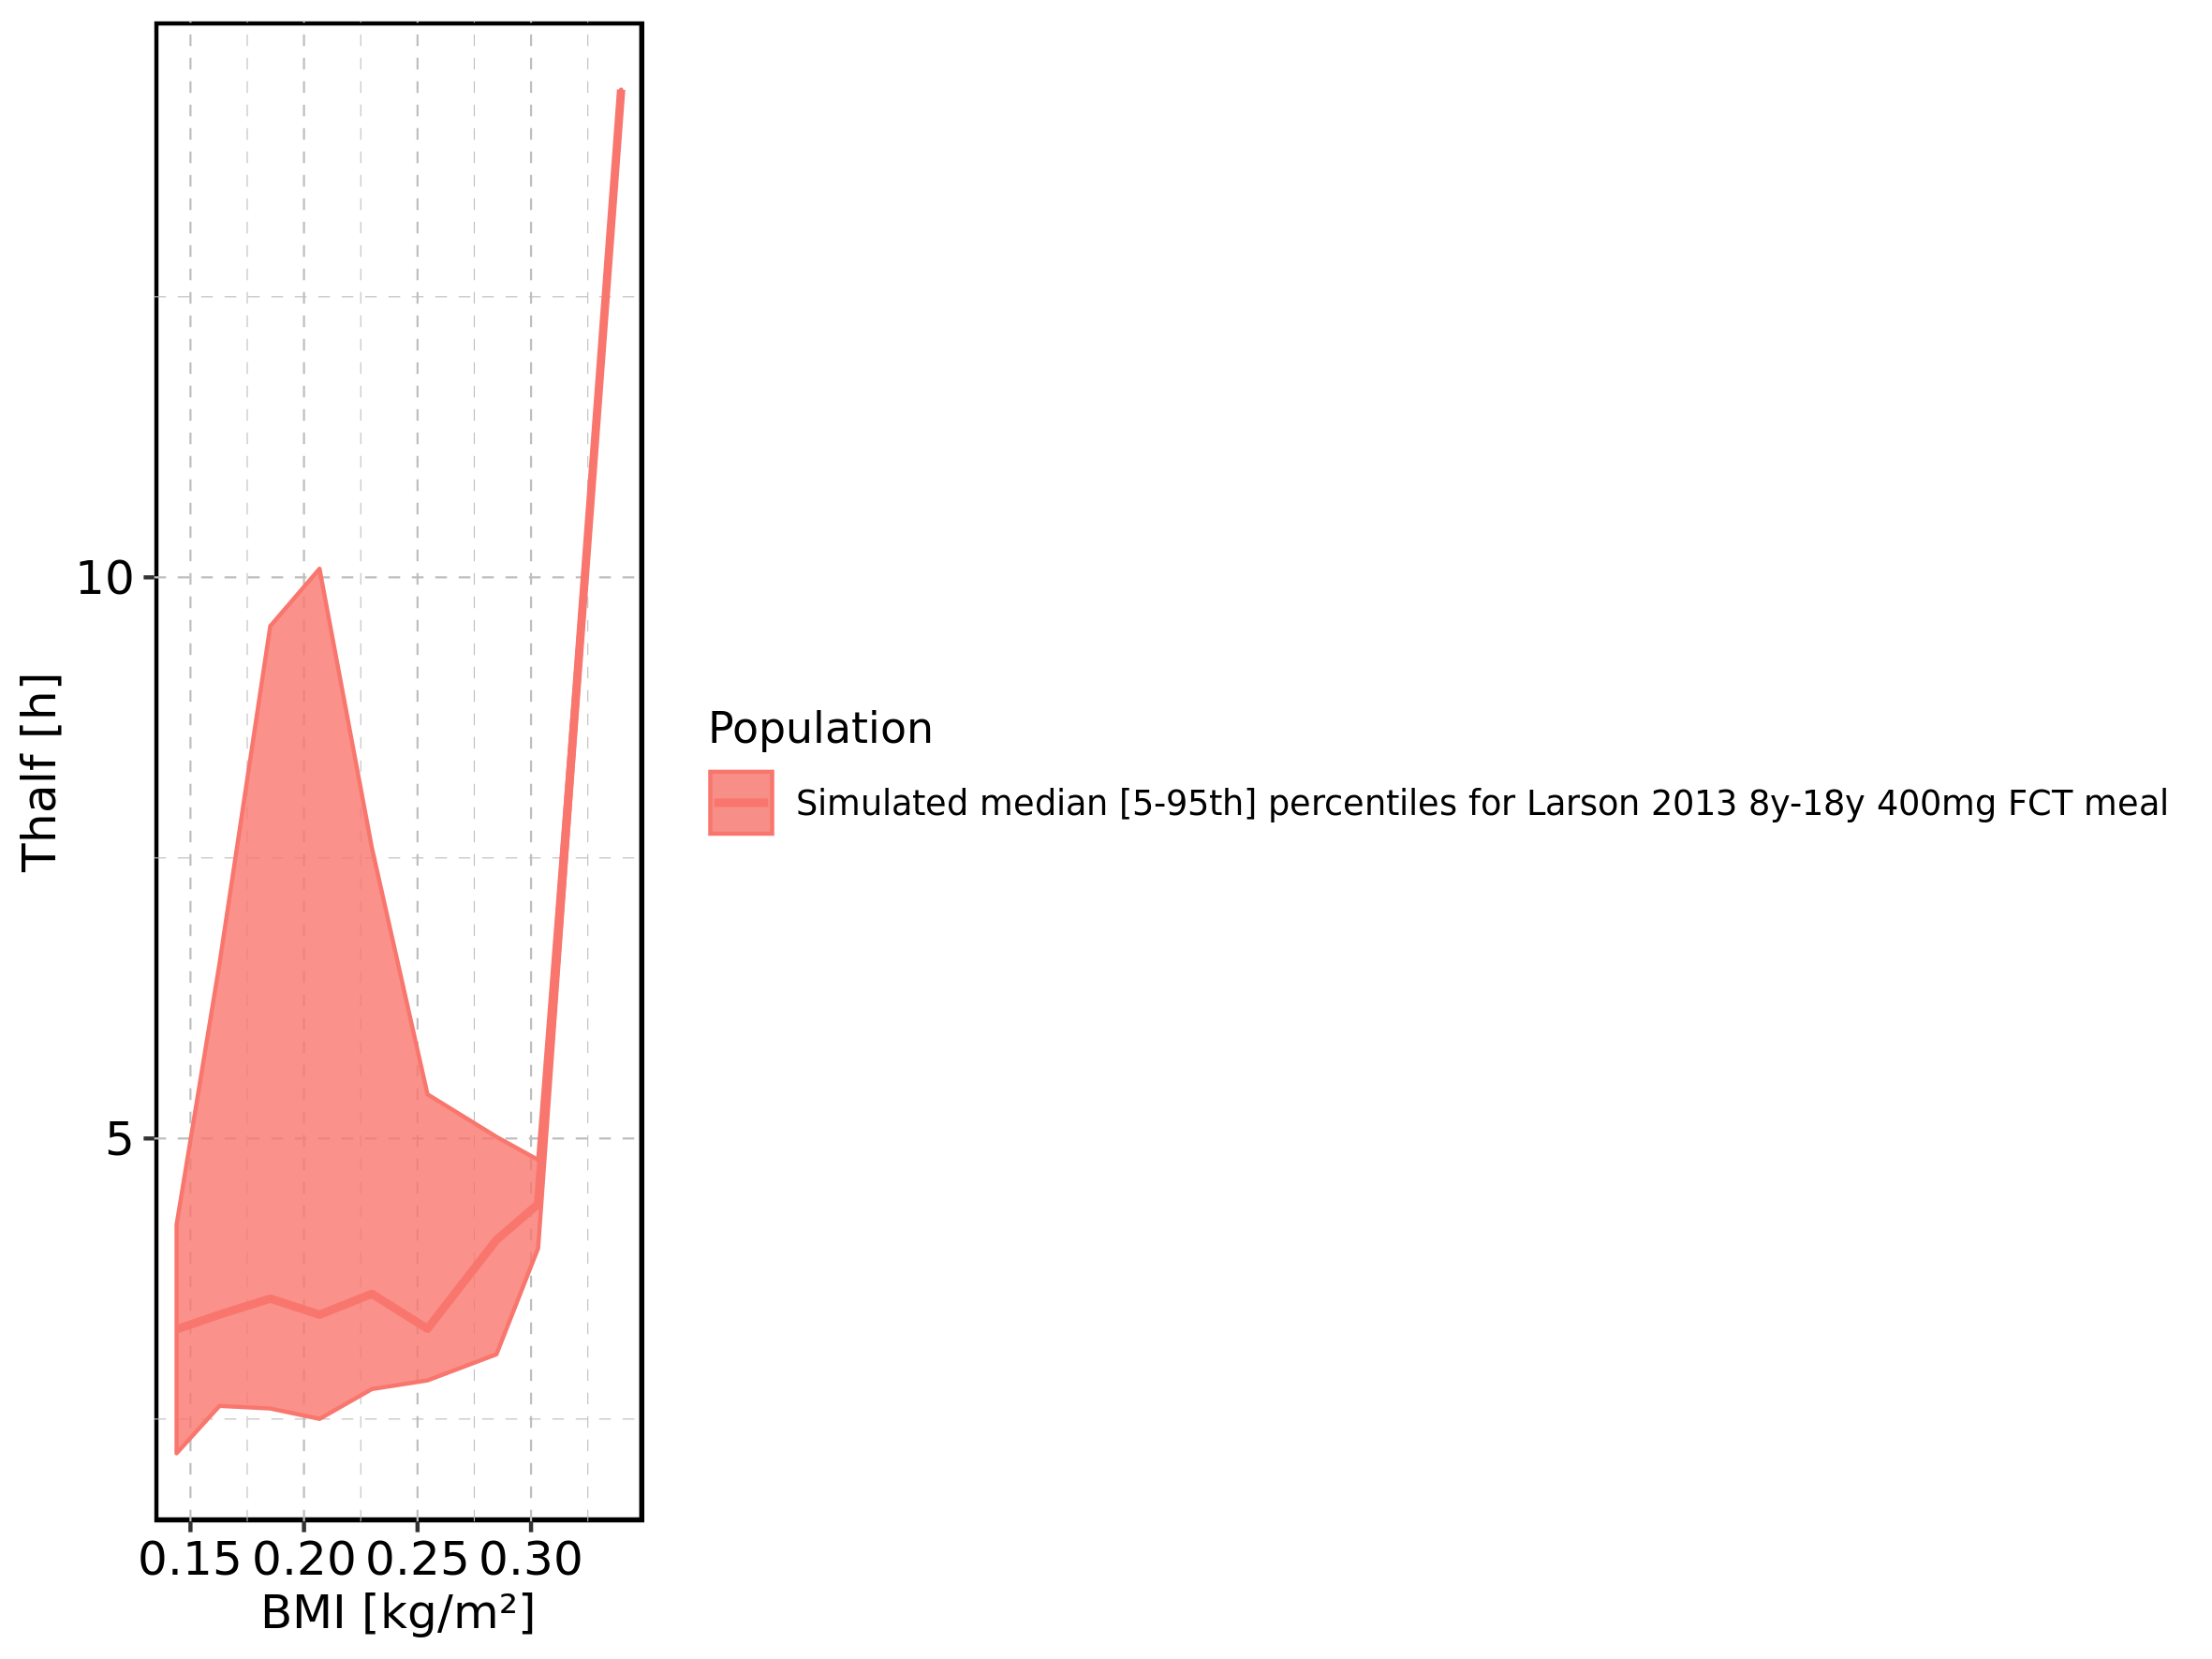 Thalf [h]
10
5
0.15 0.20 0.25 0.30
BMI [kg/m²]
Population
Simulated median [5-95th] percentiles for Larson 2013 8y-18y 400mg FCT meal